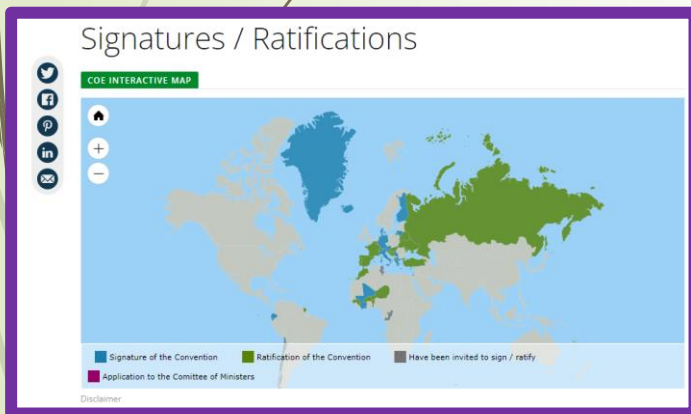 Signatures / Ratifications
COE INTERACTIVE MAP
Signature of the Convention
Ratification of the Convention
Have been invited to sign / ratify
Application to the Comittee of Ministers
Disclaimer